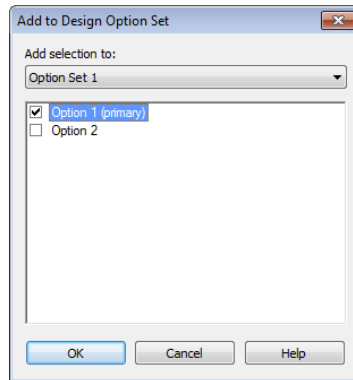 Add to Design Option Set
Add selection to:
Option Set 1
Option 1 (primary)
Option 2
OK Cancel Help